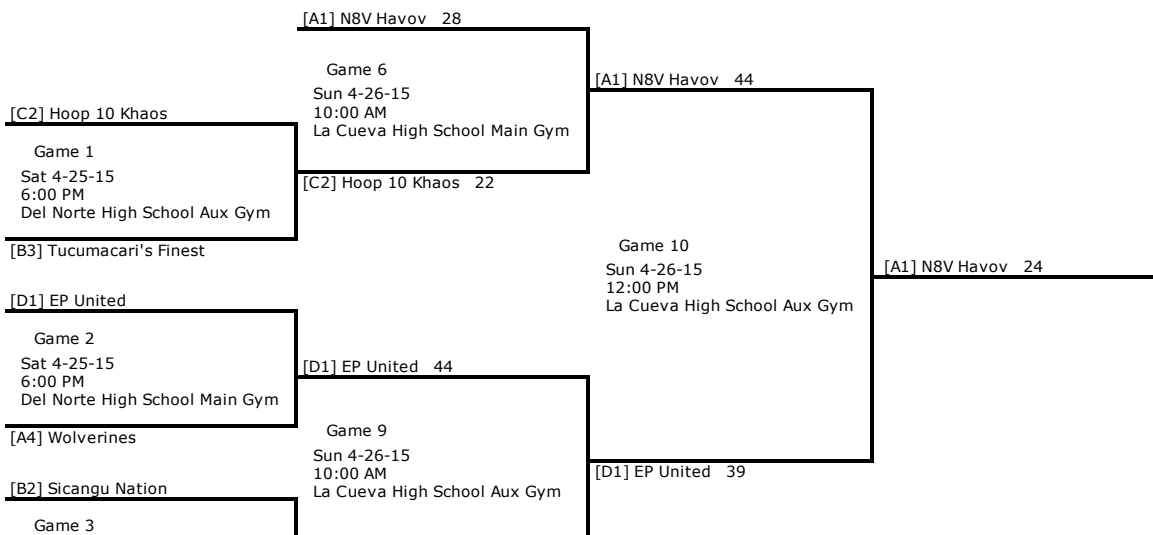 [A1] N8V Havov 28
Game 6
Sun 4-26-15
10:00 AM
La Cueva High School Main Gym
[A1] N8V Havov 44
[C2] Hoop 10 Khaos
Game 1
Sat 4-25-15
6:00 PM
Del Norte High School Aux Gym
[C2] Hoop 10 Khaos 22
[B3] Tucumacari's Finest
Game 10
Sun 4-26-15
12:00 PM
La Cueva High School Aux Gym
[A1] N8V Havov 24
[D1] EP United
Game 2
Sat 4-25-15
6:00 PM
Del Norte High School Main Gym
[D1] EP United 44
[A4] Wolverines
Game 9
Sun 4-26-15
10:00 AM
La Cueva High School Aux Gym
[D1] EP United 39
[B2] Sicangu Nation
Game 3